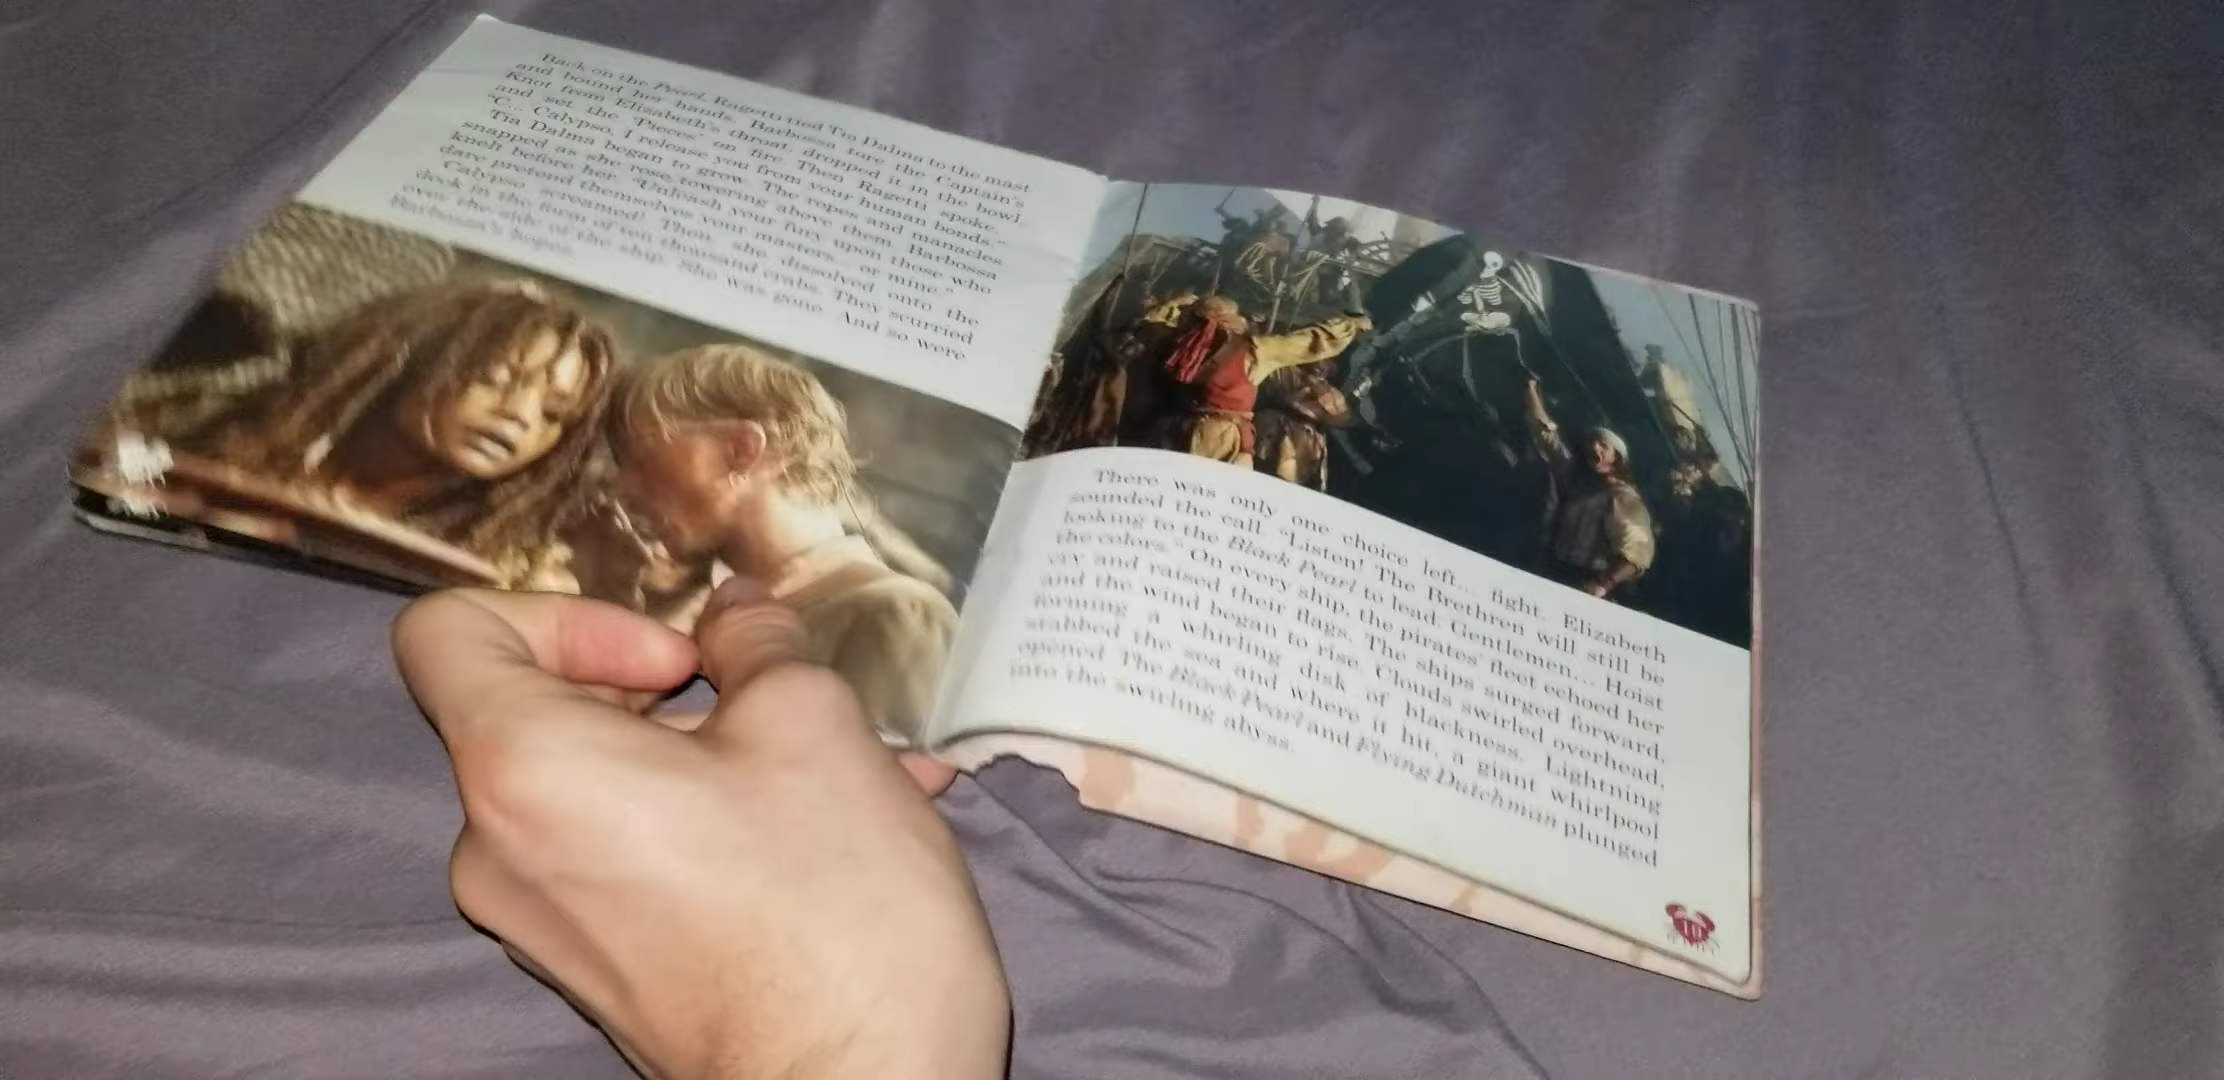 Back on the Pearl, Ragetti tied Tia Dalma to the mast
and bound her hands. Barbossa tore the Captain's
Knot from Elizabeth's throat, dropped it in the bowl,
and set the 'Pieces' on fire. Then Ragetti spoke.
"C... Calypso, I release you from your human bonds."
Tia Dalma began to grow. The ropes and manacles
snapped as she rose, towering above them. Barbossa
knelt before her. "Unleash your fury upon those who
dare pretend themselves your masters... or mine."
Calypso screamed! Then, she dissolved onto the
deck in the form of ten thousand crabs. They scurried
over the side of the ship. She was gone. And so were
Barbossa's hopes.
There was only one choice left... fight. Elizabeth
sounded the call. "Listen! The Brethren will still be
looking to the Black Pearl to lead. Gentlemen... Hoist
the colors." On every ship, the pirates' fleet echoed her
cry and raised their flags. The ships surged forward,
and the wind began to rise. Clouds swirled overhead,
forming a whirling disk of blackness. Lightning
stabbed the sea and where it hit, a giant whirlpool
opened. The Black Pearl and Flying Dutchman plunged
into the swirling abyss.